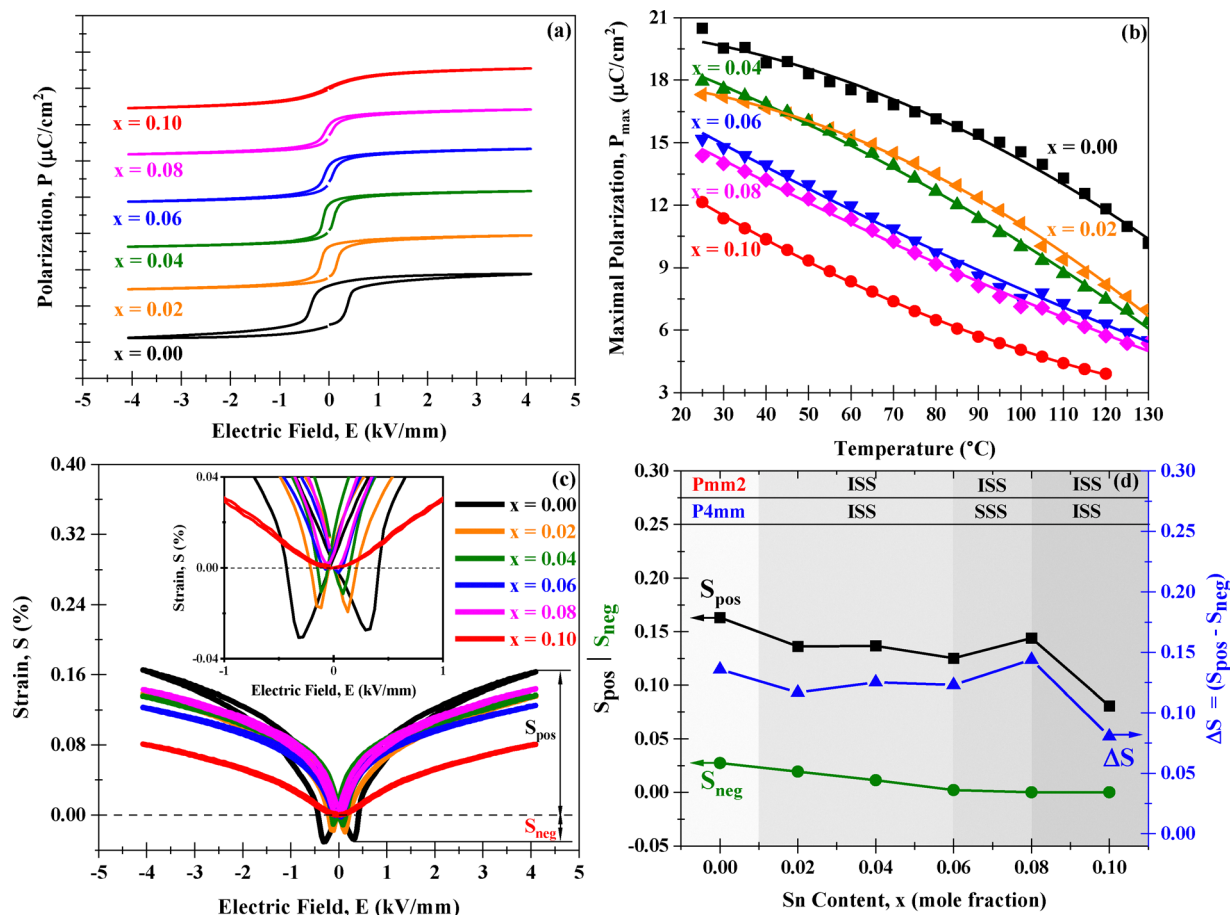 (a)
Polarization, P (μC/cm²)
x = 0.10
x = 0.08
x = 0.06
x = 0.04
x = 0.02
x = 0.00
-5 -4 -3 -2 -1 0 1 2 3 4 5
Electric Field, E (kV/mm)
(b)
Maximal Polarization, Pmax (μC/cm²)
21
18
15
12
9
6
3
x = 0.04
x = 0.06
x = 0.00
x = 0.08
x = 0.02
x = 0.10
20 30 40 50 60 70 80 90 100 110 120 130
Temperature (°C)
(c)
Strain, S (%)
0.40
0.32
0.24
0.16
0.08
0.00
0.04
0.00
-0.04
Strain, S (%)
-1 0 1
Electric Field, E (kV/mm)
x = 0.00
x = 0.02
x = 0.04
x = 0.06
x = 0.08
x = 0.10
Spos
Sneg
-5 -4 -3 -2 -1 0 1 2 3 4 5
Electric Field, E (kV/mm)
(d)
Pmm2 ISS ISS ISS
P4mm ISS SSS ISS
Spos | Sneg
0.30
0.25
0.20
0.15
0.10
0.05
0.00
-0.05
Spos
ΔS
Sneg
0.30
0.25
0.20
0.15
0.10
0.05
0.00
ΔS = (Spos - Sneg)
0.00 0.02 0.04 0.06 0.08 0.10
Sn Content, x (mole fraction)